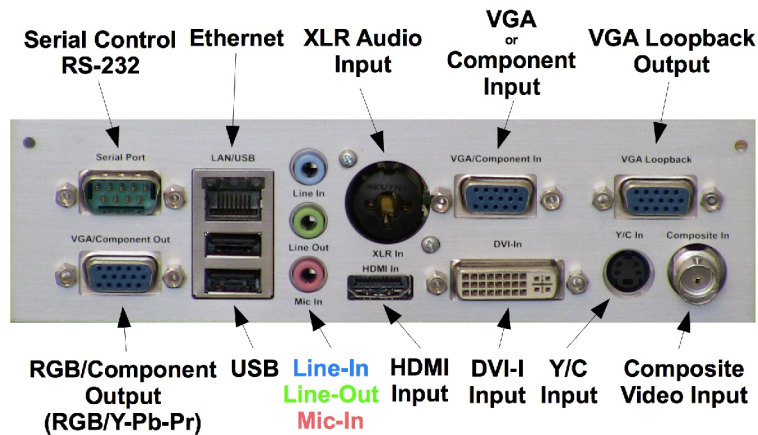 Serial Control
RS-232
Ethernet
XLR Audio
Input
VGA
or
Component
Input
VGA Loopback
Output
Serial Port
LAN/USB
Line In
VGA/Component In
VGA Loopback
VGA/Component Out
Line Out
XLR In
DVI-In
Y/C In
Composite In
HDMI In
Mic In
RGB/Component
Output
(RGB/Y-Pb-Pr)
USB
Line-In
Line-Out
Mic-In
HDMI
Input
DVI-I
Input
Y/C
Input
Composite
Video Input